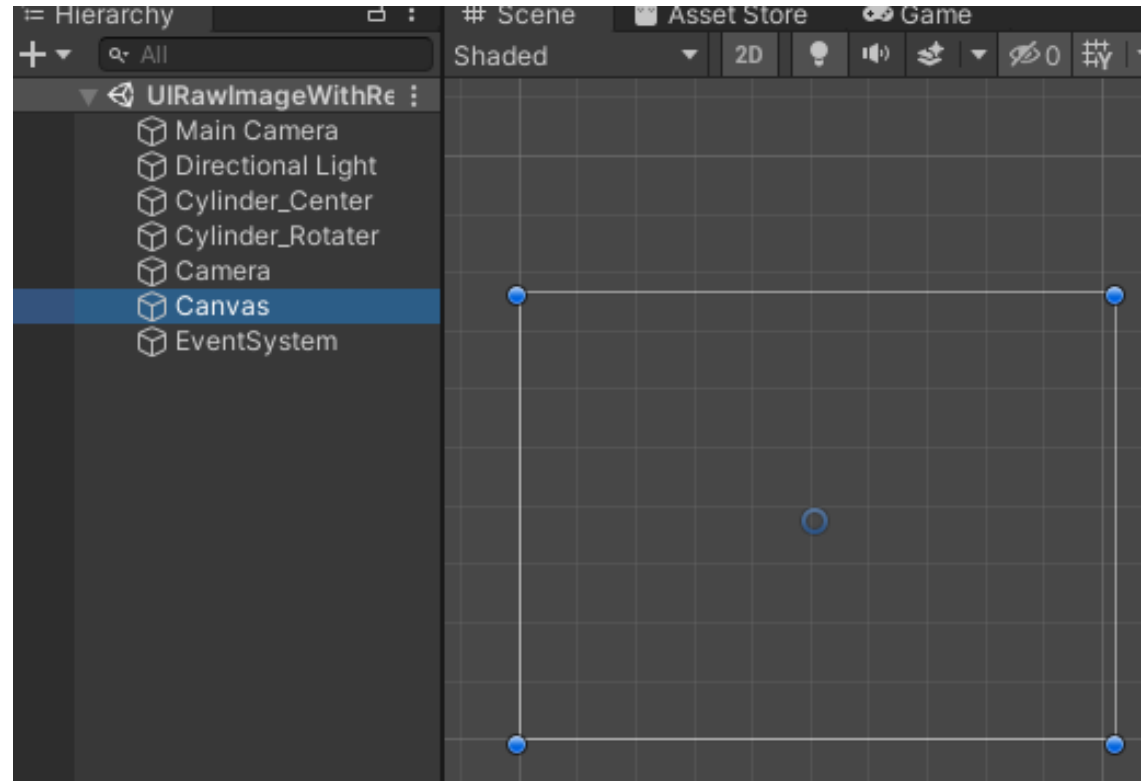 Hierarchy
Scene
Asset Store
Game
All
Shaded
2D
0
UIRawImageWithRe
Main Camera
Directional Light
Cylinder_Center
Cylinder_Rotater
Camera
Canvas
EventSystem